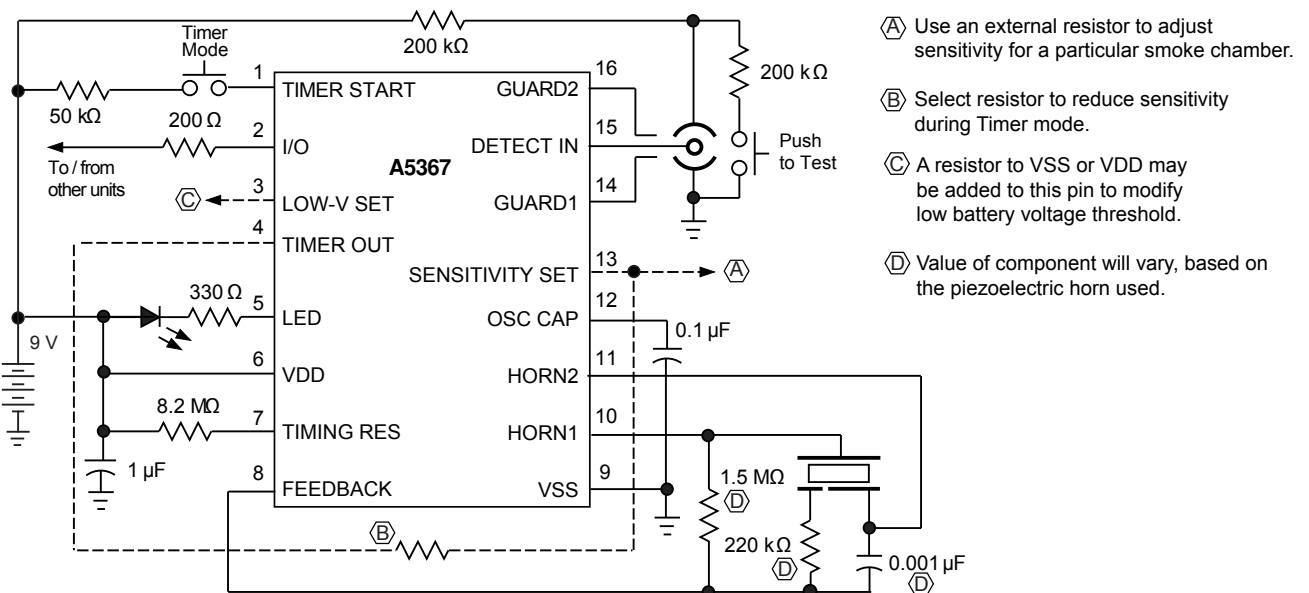 200 kΩ
Timer
Mode
50 kΩ
200 Ω
To / from
other units
C
330 Ω
9 V
8.2 MΩ
1 µF
B
1
2
3
4
5
6
7
8
TIMER START
I/O
LOW-V SET
TIMER OUT
LED
VDD
TIMING RES
FEEDBACK
A5367
GUARD2
DETECT IN
GUARD1
SENSITIVITY SET
OSC CAP
HORN2
HORN1
VSS
16
15
14
13
12
11
10
9
200 kΩ
Push
to Test
A
0.1 µF
1.5 MΩ
D
220 kΩ
D
0.001 µF
D
A Use an external resistor to adjust
sensitivity for a particular smoke chamber.
B Select resistor to reduce sensitivity
during Timer mode.
C A resistor to VSS or VDD may
be added to this pin to modify
low battery voltage threshold.
D Value of component will vary, based on
the piezoelectric horn used.